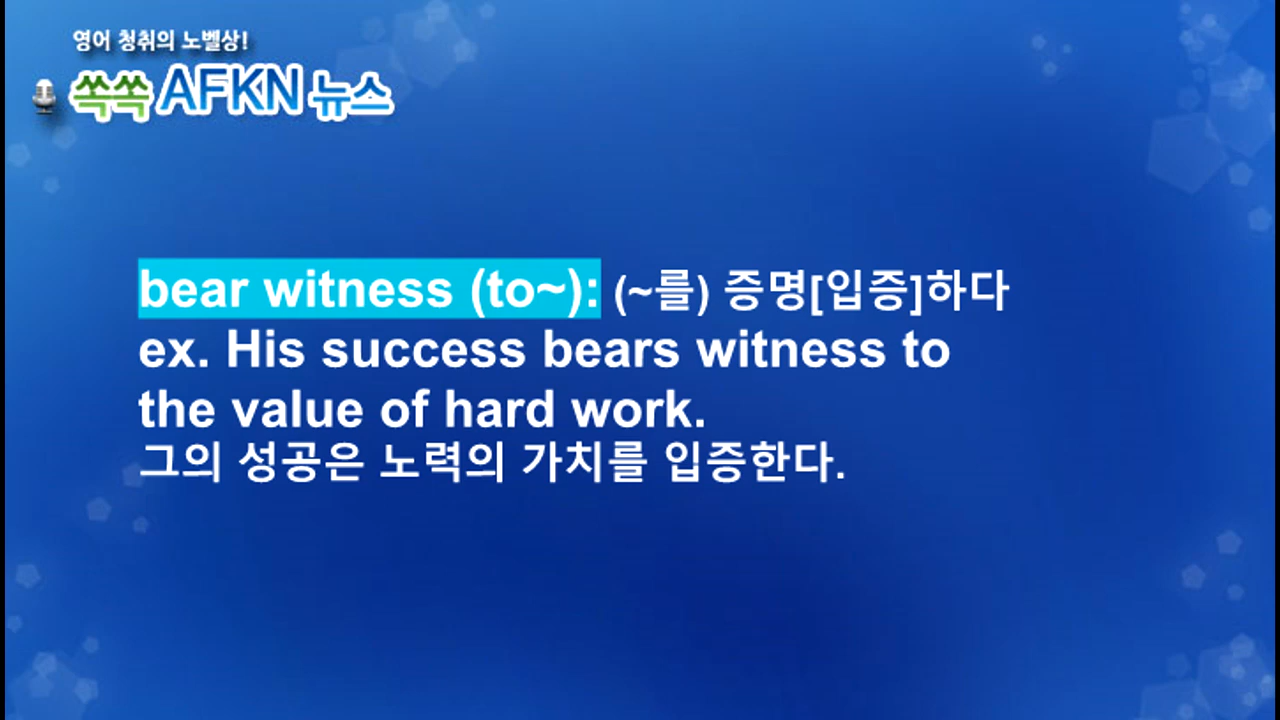 영어 청취의 노벨상!
쏙쏙 AFKN 뉴스
bear witness (to~): (~를) 증명[입증]하다
ex. His success bears witness to
the value of hard work.
그의 성공은 노력의 가치를 입증한다.